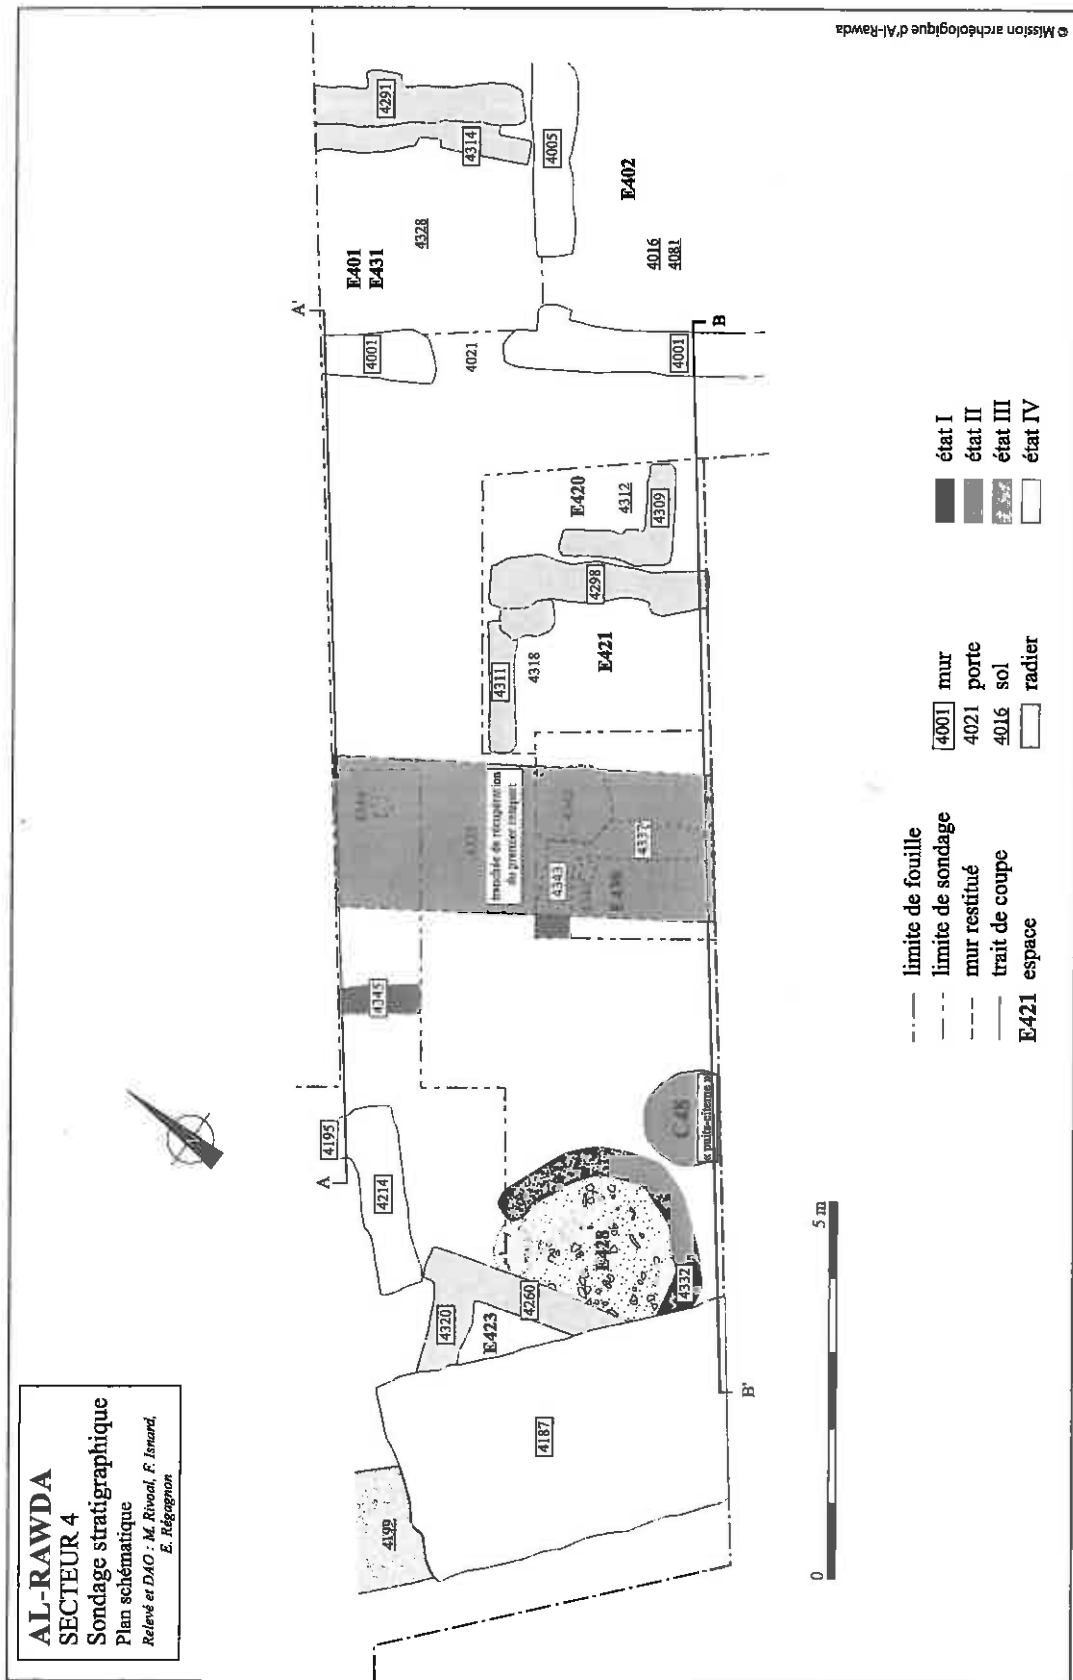 AL-RAWDA
SECTEUR 4
Sondage stratigraphique
Plan schématique
Relevé et DAO : M. Rivoal, F. Isnard,
E. Régagnon
4199
4187
4320
E423
4260
4214
A
4195
E428
4332
B'
C48
« puits-citerne »
4345
4343
4337
tranchée de récupération
du premier rempart
4311
4318
E421
4298
E420
4312
4309
A'
4001
4021
4001
B
E401
E431
4328
4291
4314
4005
E402
4016
4081
0
5 m
limite de fouille
limite de sondage
mur restitué
trait de coupe
E421 espace
4001 mur
4021 porte
4016 sol
radier
état I
état II
état III
état IV
© Mission archéologique d'Al-Rawda